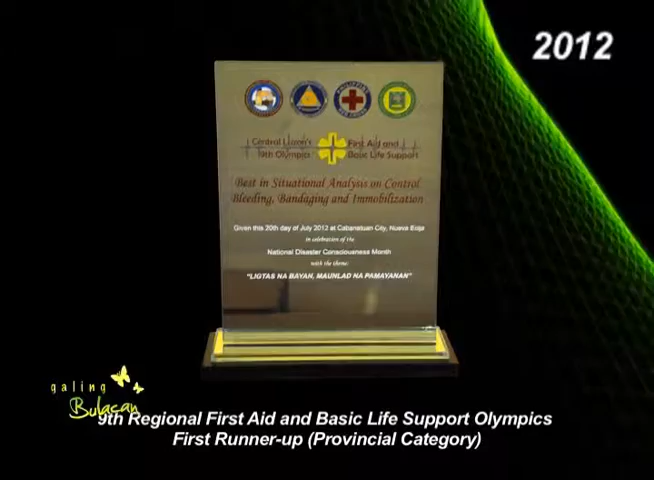 2012
Central Luzon's
19th Olympics
First Aid and
Basic Life Support
Best in Situational Analysis on Control
Bleeding, Bandaging and Immobilization
Given this 20th day of July 2012 at Cabanatuan City, Nueva Ecija
in celebration of the
National Disaster Consciousness Month
with the theme:
"LIGTAS NA BAYAN, MAUNLAD NA PAMAYANAN"
galing
Bulacan
9th Regional First Aid and Basic Life Support Olympics
First Runner-up (Provincial Category)